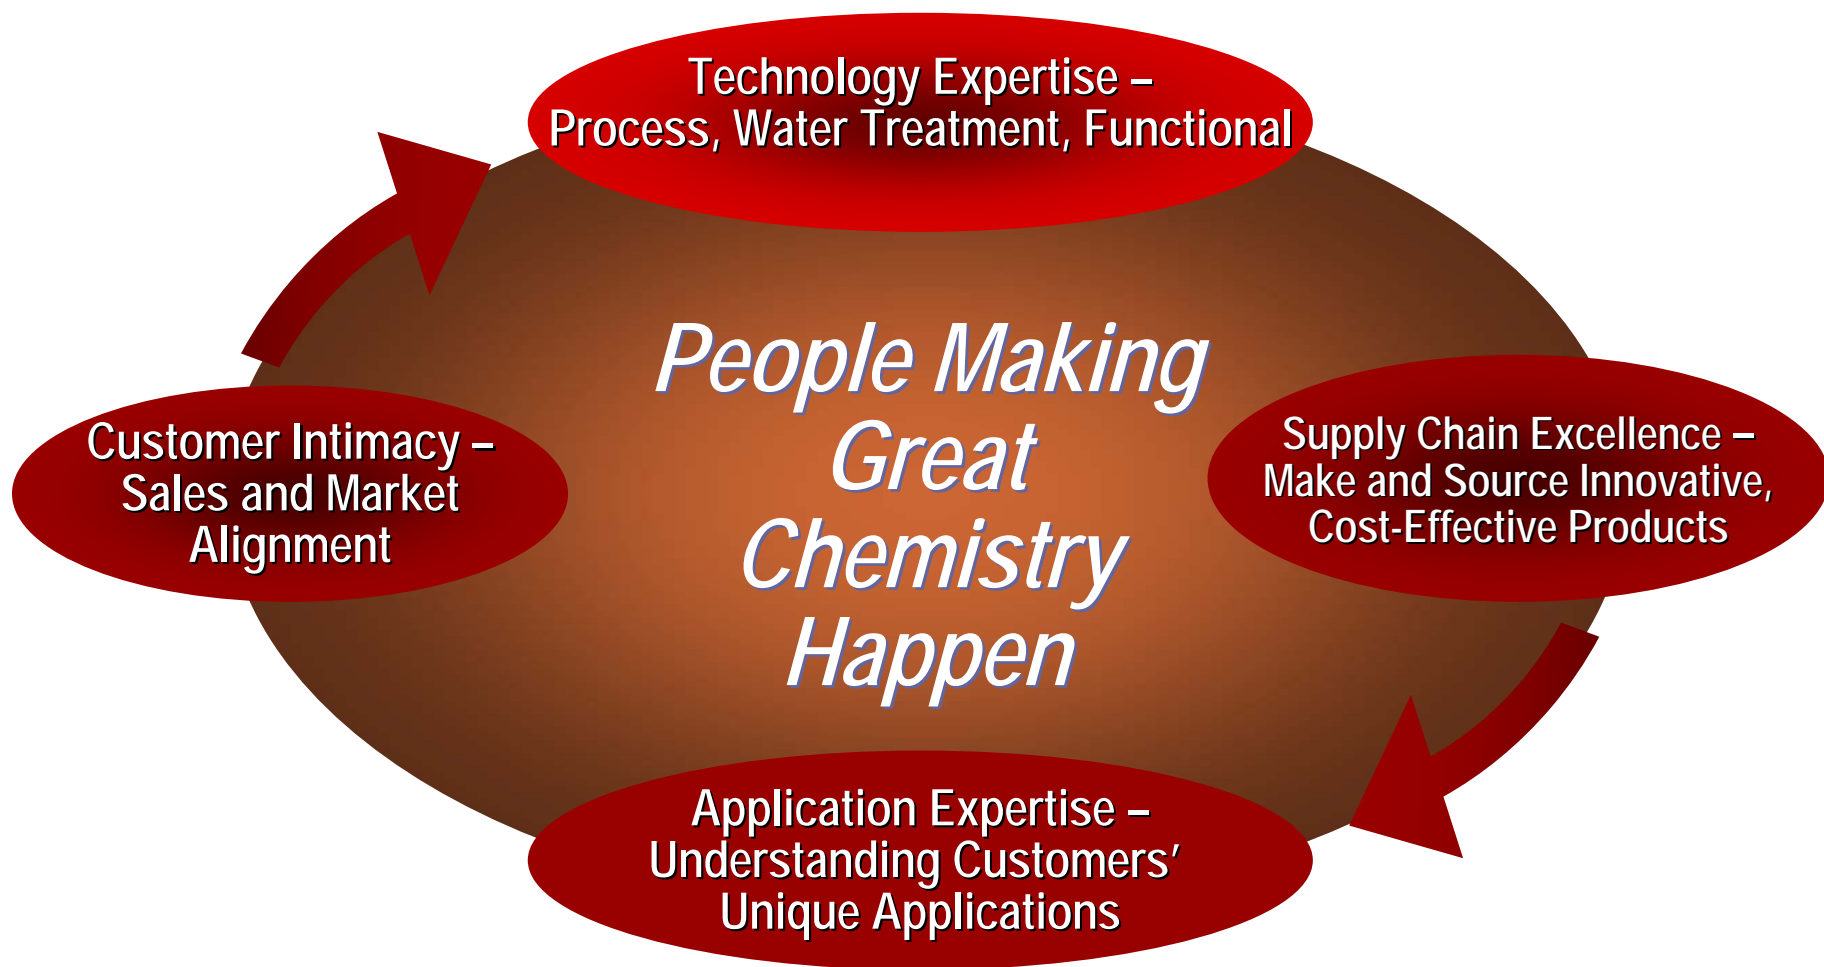 Technology Expertise –
Process, Water Treatment, Functional
People Making
Great
Chemistry
Happen
Customer Intimacy –
Sales and Market
Alignment
Supply Chain Excellence –
Make and Source Innovative,
Cost-Effective Products
Application Expertise –
Understanding Customers’
Unique Applications